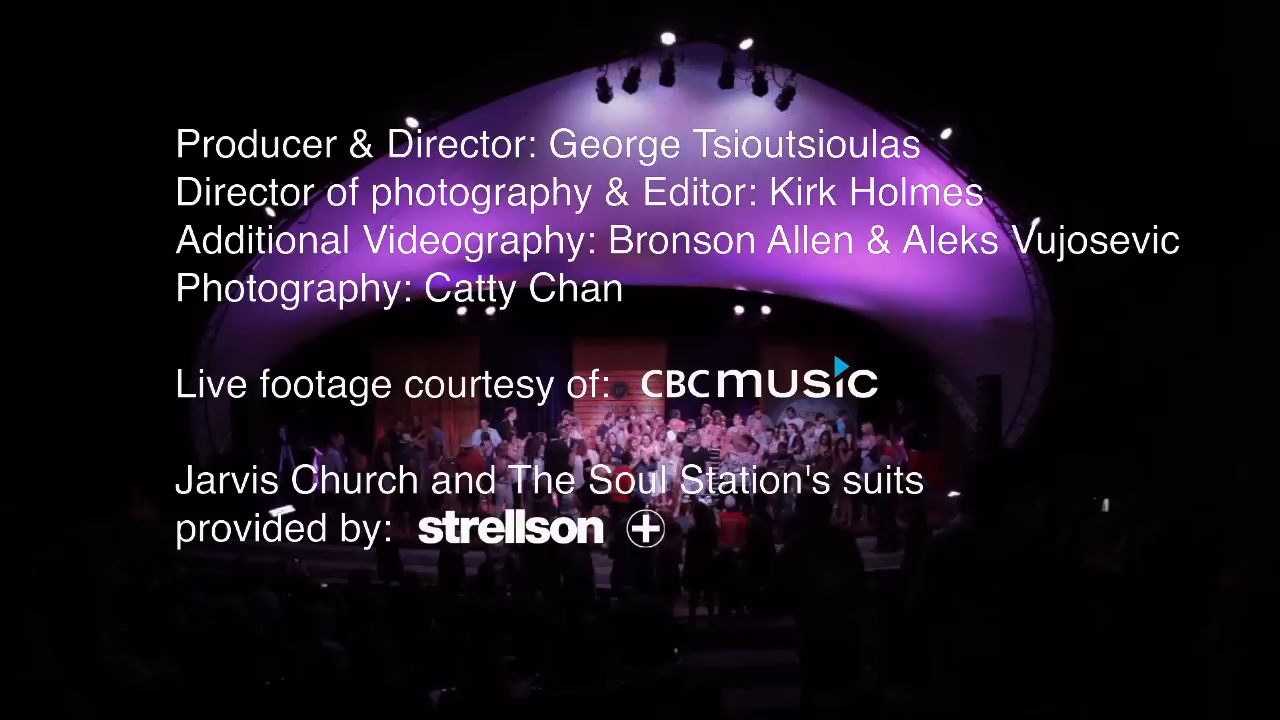 Producer & Director: George Tsioutsioulas
Director of photography & Editor: Kirk Holmes
Additional Videography: Bronson Allen & Aleks Vujosevic
Photography: Catty Chan
Live footage courtesy of: CBC music
Jarvis Church and The Soul Station's suits
provided by: strellson